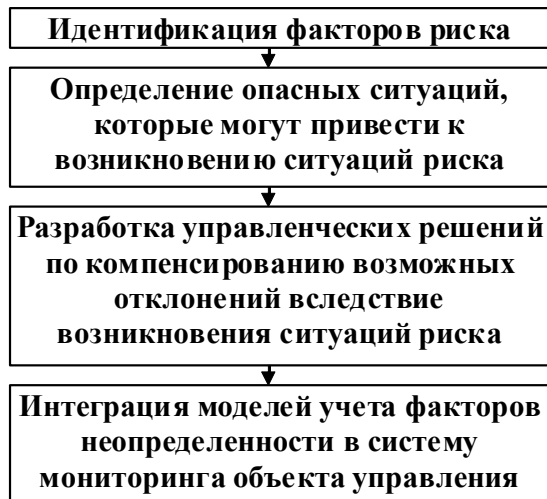 Идентификация факторов риска
Определение опасных ситуаций,
которые могут привести к
возникновению ситуаций риска
Разработка управленческих решений
по компенсированию возможных
отклонений вследствие
возникновения ситуаций риска
Интеграция моделей учета факторов
неопределенности в систему
мониторинга объекта управления